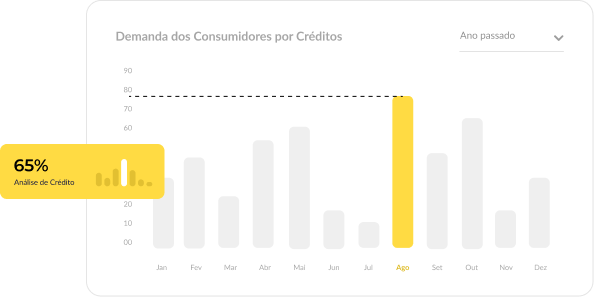 Demanda dos Consumidores por Créditos
Ano passado
90
80
70
60
65%
Análise de Crédito
20
10
00
Jan Fev Mar Abr Mai Jun Jul Ago Set Out Nov Dez